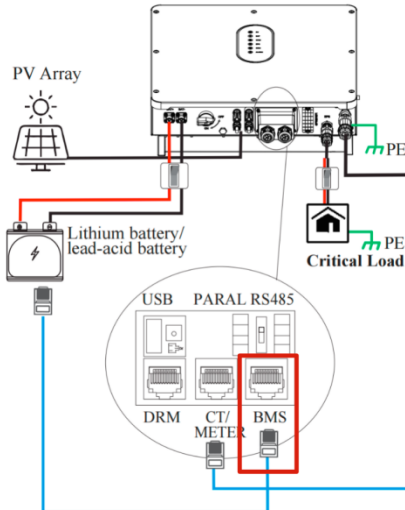 PV Array
PE
Lithium battery/
lead-acid battery
PE
Critical Load
USB PARAL RS485
DRM CT/ BMS
METER